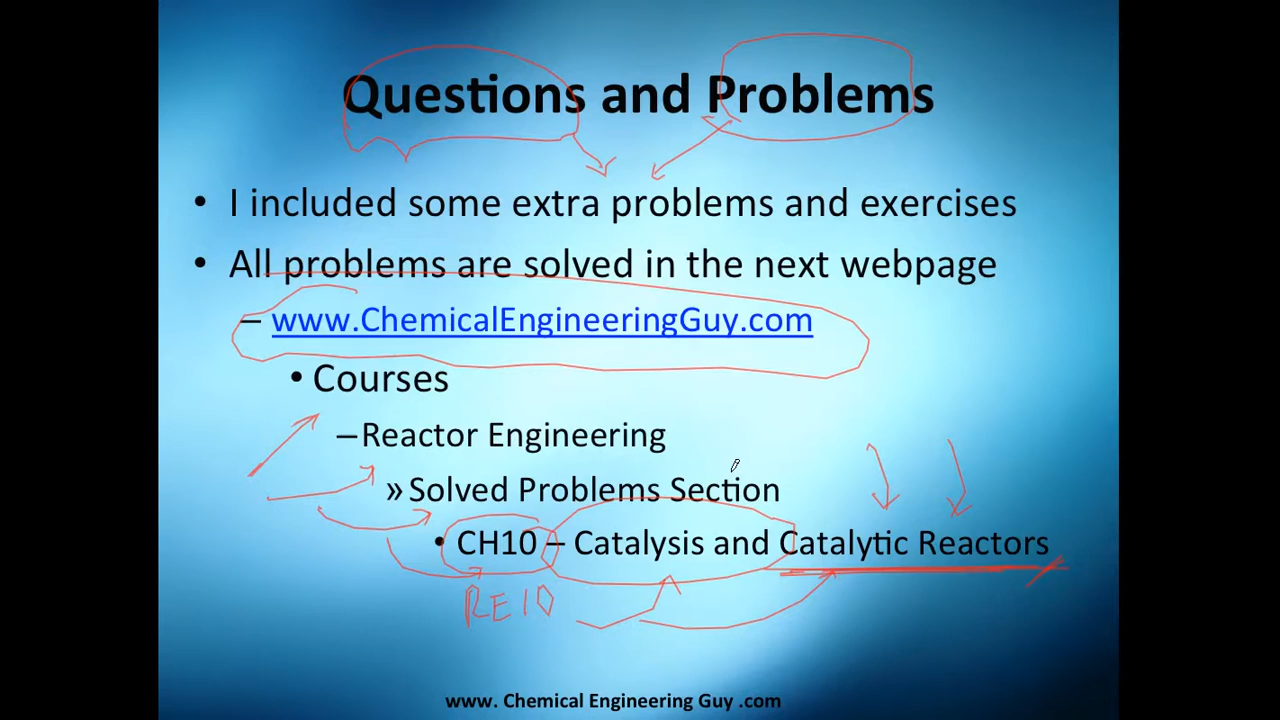 Questions and Problems
• I included some extra problems and exercises
• All problems are solved in the next webpage
– www.ChemicalEngineeringGuy.com
• Courses
– Reactor Engineering
» Solved Problems Section
• CH10 – Catalysis and Catalytic Reactors
RE10
www. Chemical Engineering Guy .com